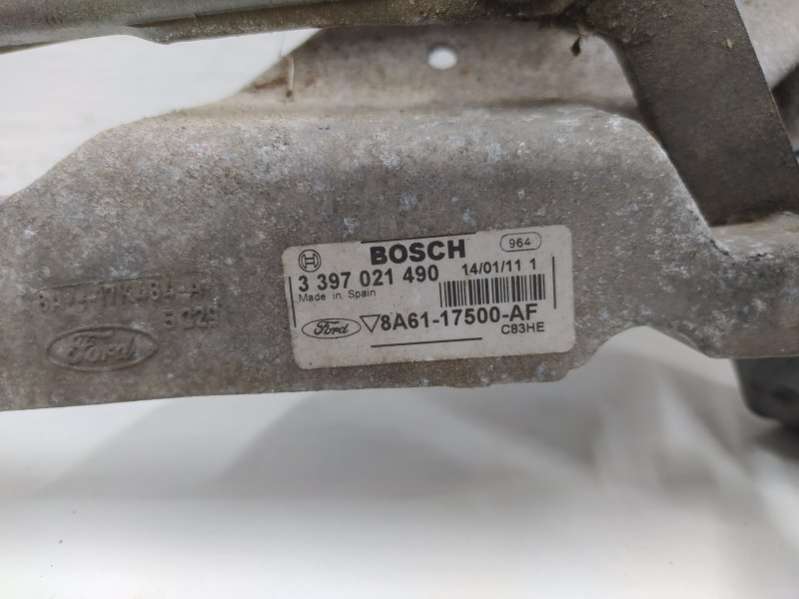 BOSCH
964
3 397 021 490 14/01/11 1
Made in Spain
Ford 8A61-17500-AF
C83HE
Ford